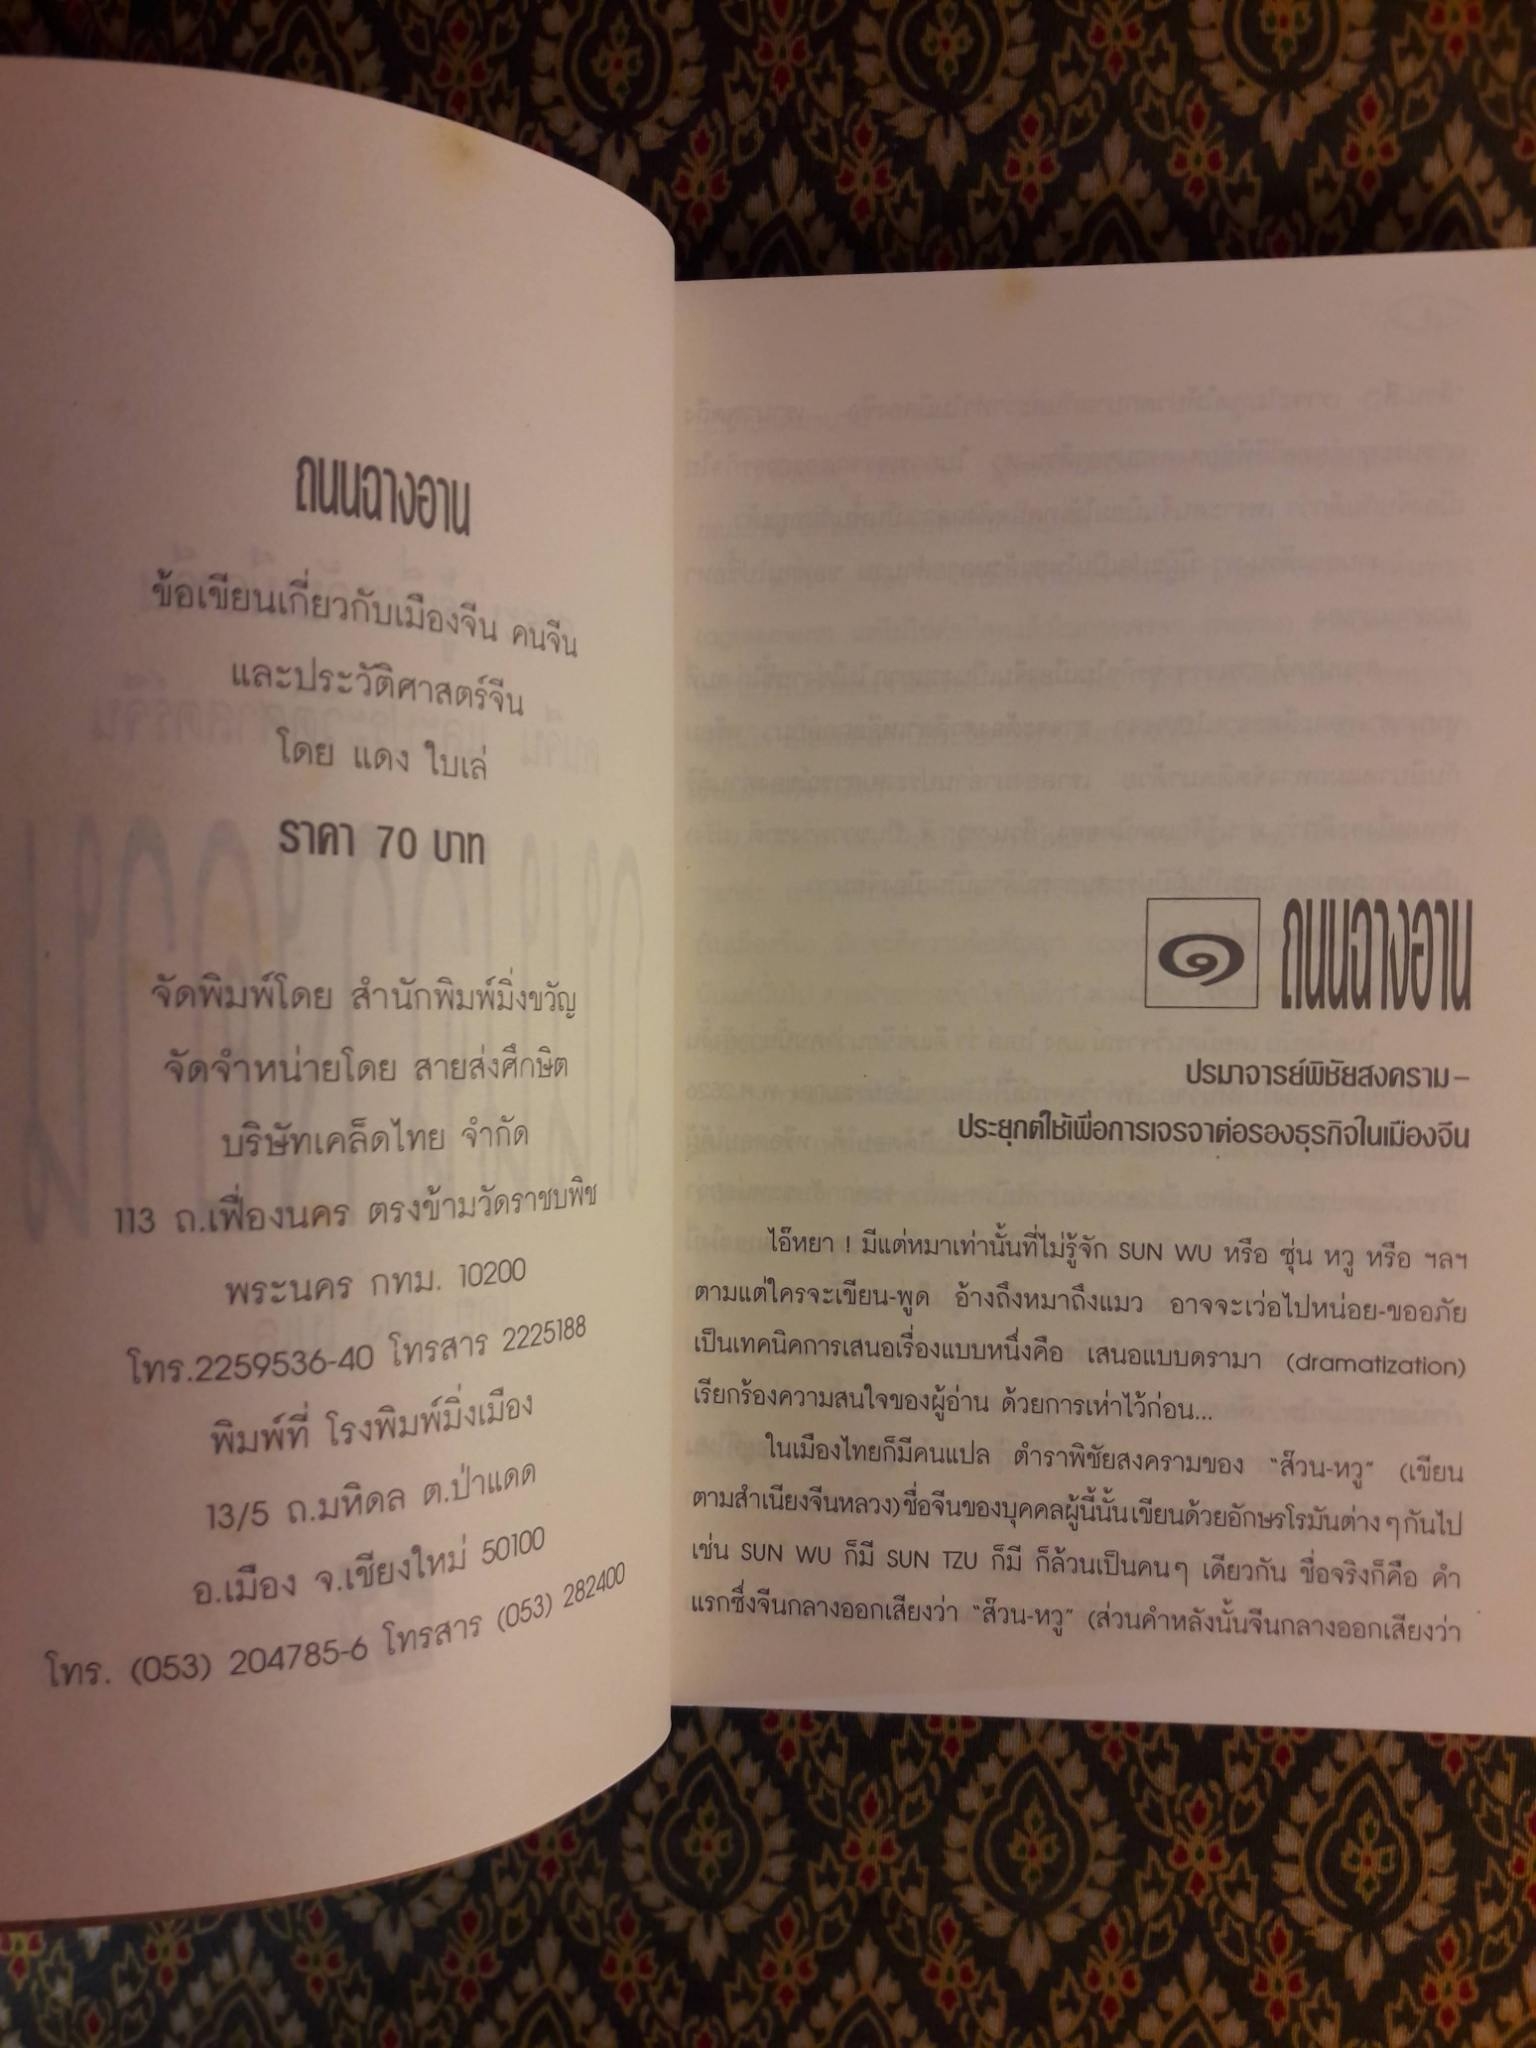 ถนนฉางอาน
ข้อเขียนเกี่ยวกับเมืองจีน คนจีน
และประวัติศาสตร์จีน
โดย แดง ใบเล่
ราคา 70 บาท
จัดพิมพ์โดย สำนักพิมพ์มิ่งขวัญ
จัดจำหน่ายโดย สายส่งศึกษิต
บริษัทเคล็ดไทย จำกัด
113 ถ.เฟื่องนคร ตรงข้ามวัดราชบพิช
พระนคร กทม. 10200
โทร.2259536-40 โทรสาร 2225188
พิมพ์ที่ โรงพิมพ์มิ่งเมือง
13/5 ถ.มหิดล ต.ป่าแดด
อ.เมือง จ.เชียงใหม่ 50100
โทร. (053) 204785-6 โทรสาร (053) 282400
๑ ถนนฉางอาน
ปรมาจารย์พิชัยสงคราม–
ประยุกต์ใช้เพื่อการเจรจาต่อรองธุรกิจในเมืองจีน
ไอ๊หยา ! มีแต่หมาเท่านั้นที่ไม่รู้จัก SUN WU หรือ ซุ่น หวู หรือ ฯลฯ
ตามแต่ใครจะเขียน-พูด อ้างถึงหมาถึงแมว อาจจะเว่อไปหน่อย-ขออภัย
เป็นเทคนิคการเสนอเรื่องแบบหนึ่งคือ เสนอแบบดรามา (dramatization)
เรียกร้องความสนใจของผู้อ่าน ด้วยการเห่าไว้ก่อน...
ในเมืองไทยก็มีคนแปล ตำราพิชัยสงครามของ "ส๊วน-หวู" (เขียน
ตามสำเนียงจีนหลวง) ชื่อจีนของบุคคลผู้นี้นั้นเขียนด้วยอักษรโรมันต่างๆกันไป
เช่น SUN WU ก็มี SUN TZU ก็มี ก็ล้วนเป็นคนๆ เดียวกัน ชื่อจริงก็คือ คำ
แรกซึ่งจีนกลางออกเสียงว่า "ส๊วน-หวู" (ส่วนคำหลังนั้นจีนกลางออกเสียงว่า